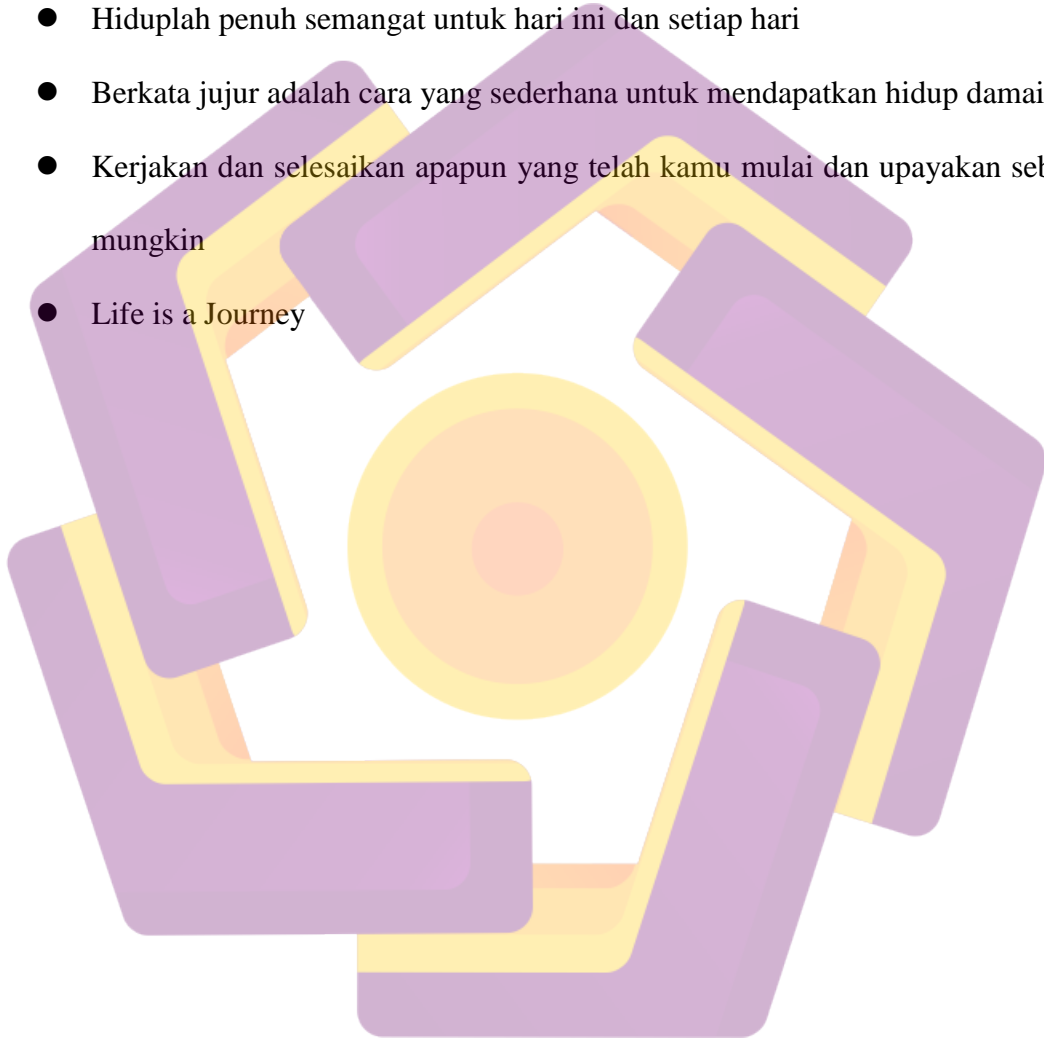 ● Hiduplah penuh semangat untuk hari ini dan setiap hari
● Berkata jujur adalah cara yang sederhana untuk mendapatkan hidup damai
● Kerjakan dan selesaikan apapun yang telah kamu mulai dan upayakan
mungkin
● Life is a Journey